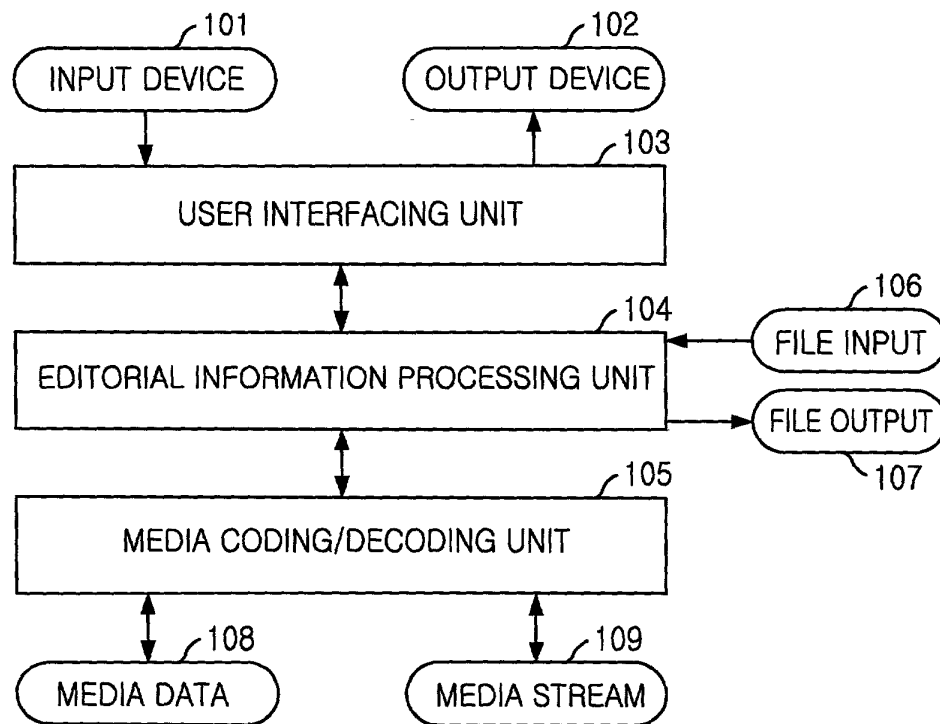 101
INPUT DEVICE
102
OUTPUT DEVICE
103
USER INTERFACING UNIT
104
EDITORIAL INFORMATION PROCESSING UNIT
106
FILE INPUT
FILE OUTPUT
107
105
MEDIA CODING/DECODING UNIT
108
MEDIA DATA
109
MEDIA STREAM